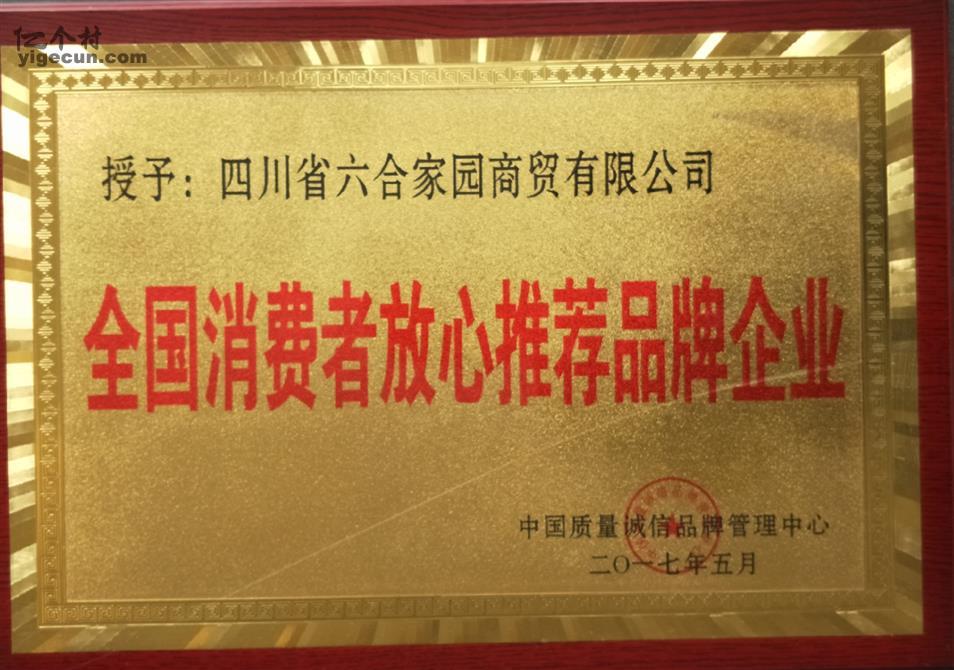 亿个村
yigecun.com
授予：四川省六合家园商贸有限公司
全国消费者放心推荐品牌企业
中国质量诚信品牌管理中心
二〇一七年五月